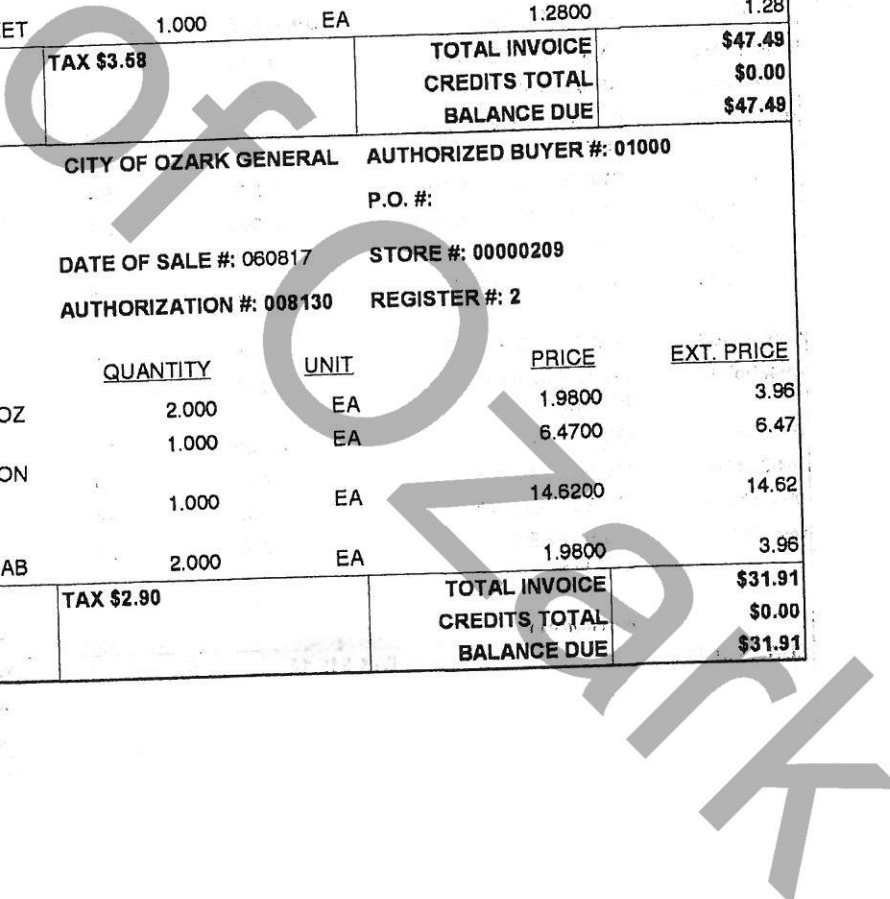 EET 1.000 EA 1.2800 1.28
TAX $3.58 TOTAL INVOICE $47.49
CREDITS TOTAL $0.00
BALANCE DUE $47.49
CITY OF OZARK GENERAL AUTHORIZED BUYER #: 01000
P.O. #:
DATE OF SALE #: 060817 STORE #: 00000209
AUTHORIZATION #: 008130 REGISTER #: 2
QUANTITY UNIT PRICE EXT. PRICE
OZ 2.000 EA 1.9800 3.96
1.000 EA 6.4700 6.47
ON
1.000 EA 14.6200 14.62
AB 2.000 EA 1.9800 3.96
TAX $2.90 TOTAL INVOICE $31.91
CREDITS TOTAL $0.00
BALANCE DUE $31.91
of Ozark